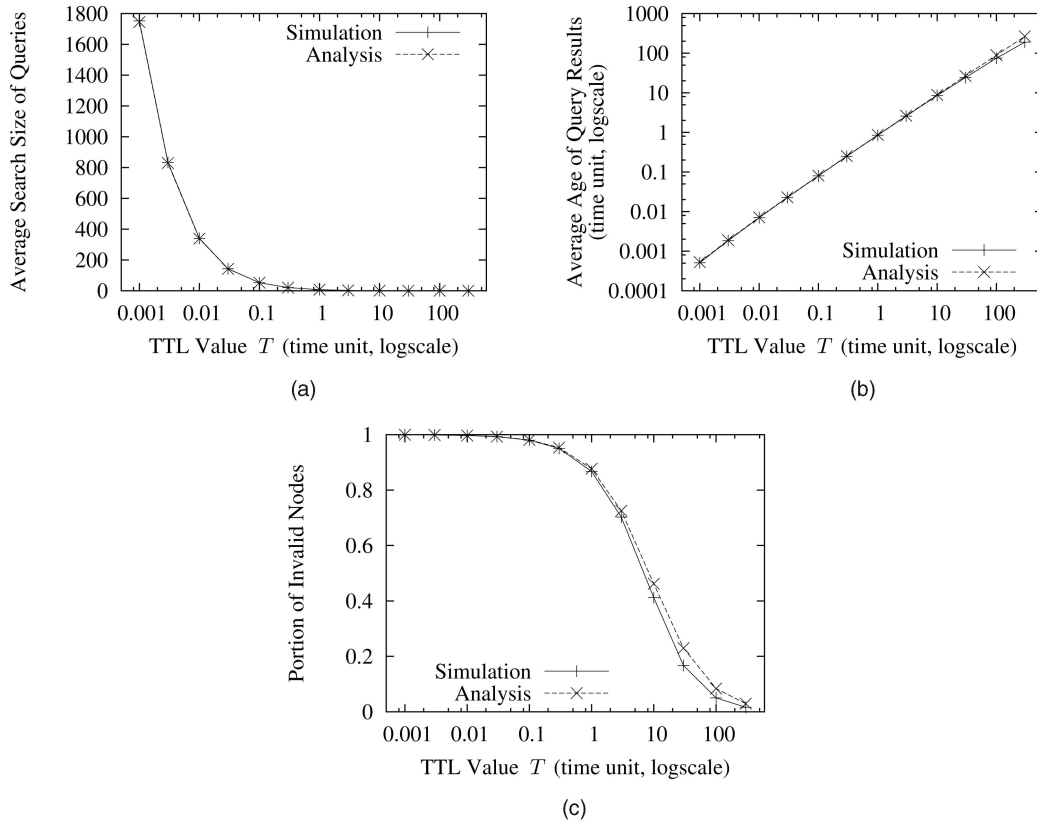 1800
1600
1400
1200
1000
800
600
400
200
0
Average Search Size of Queries
Simulation
Analysis
0.001 0.01 0.1 1 10 100
TTL Value T (time unit, logscale)
(a)
1000
100
10
1
0.1
0.01
0.001
0.0001
Average Age of Query Results
(time unit, logscale)
Simulation
Analysis
0.001 0.01 0.1 1 10 100
TTL Value T (time unit, logscale)
(b)
1
0.8
0.6
0.4
0.2
0
Portion of Invalid Nodes
Simulation
Analysis
0.001 0.01 0.1 1 10 100
TTL Value T (time unit, logscale)
(c)